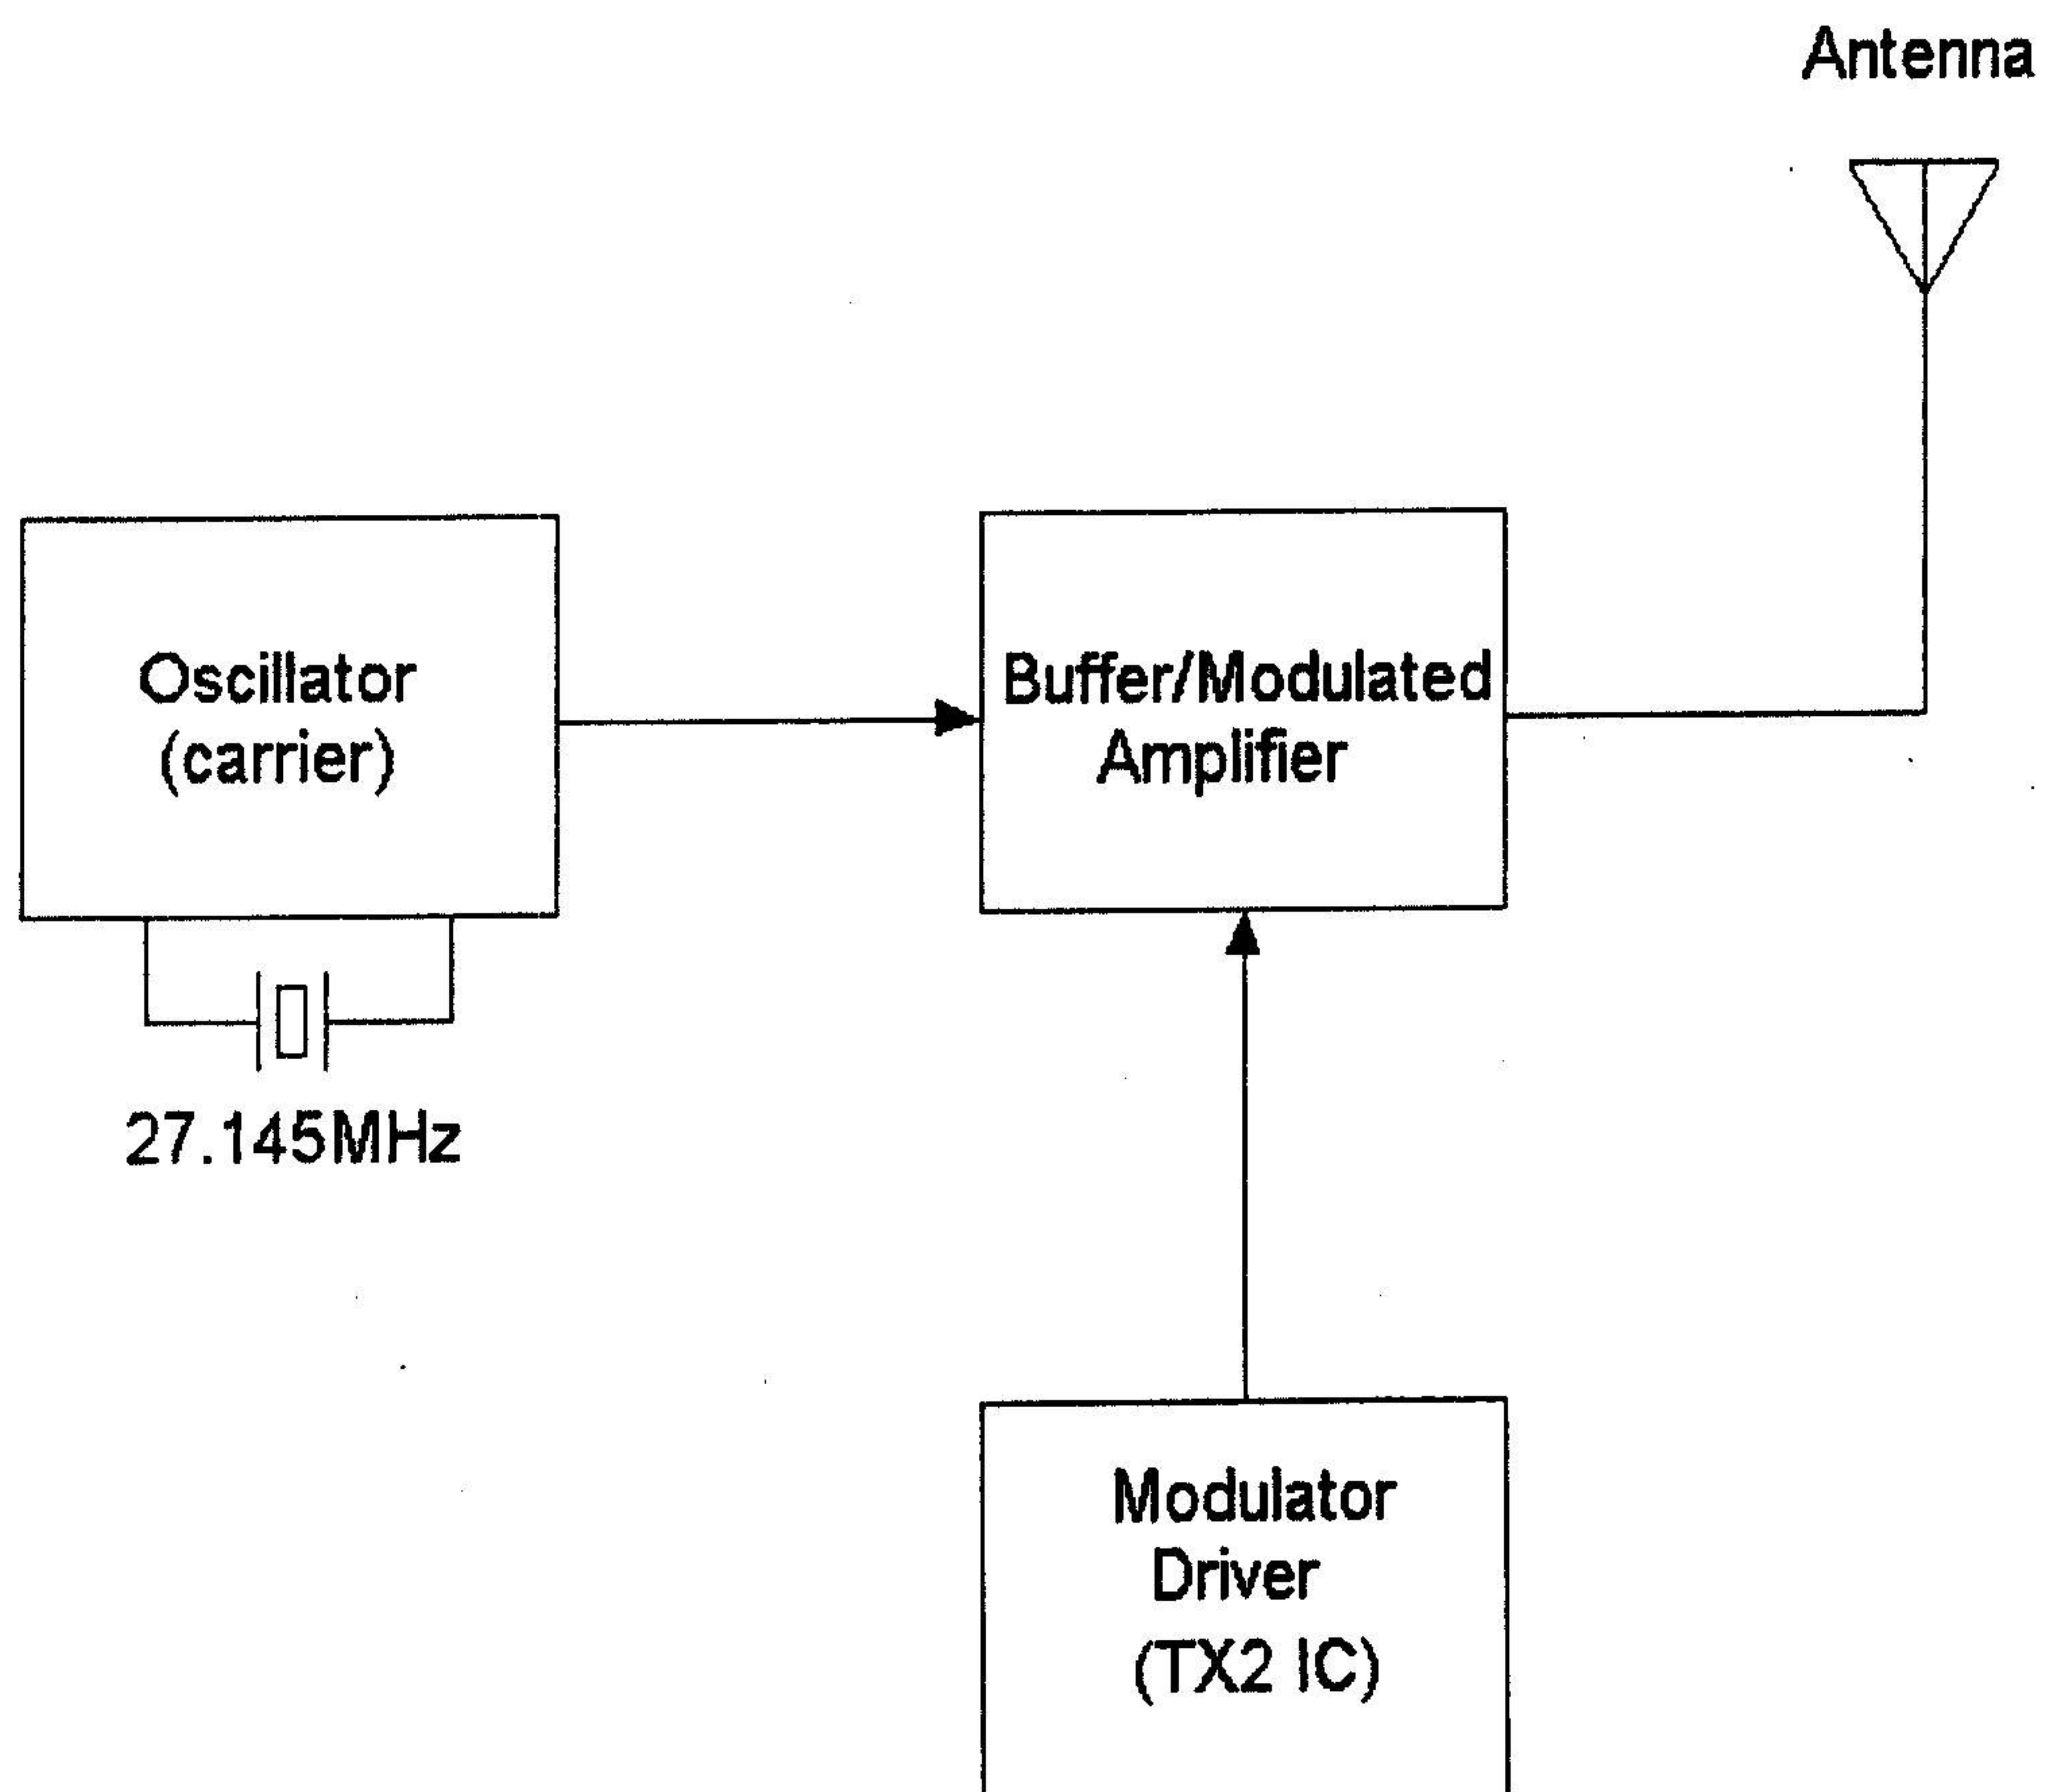 Antenna
Oscillator
(carrier)
Buffer/Modulated
Amplifier
27.145MHz
Modulator
Driver
(TX2 IC)